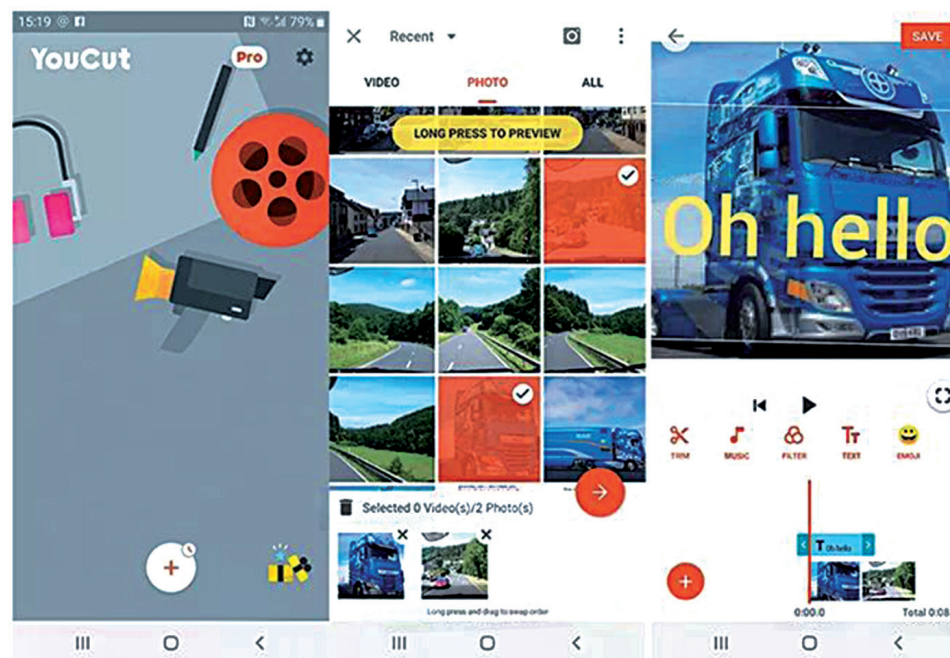 15:19 @
79%
YouCut
Pro
Recent
VIDEO PHOTO ALL
LONG PRESS TO PREVIEW
Selected 0 Video(s)/2 Photo(s)
Long press and drag to swap order
SAVE
Oh hello
TRIM MUSIC FILTER TEXT EMOJI
T Oh hello
0:00.0 Total 0:08